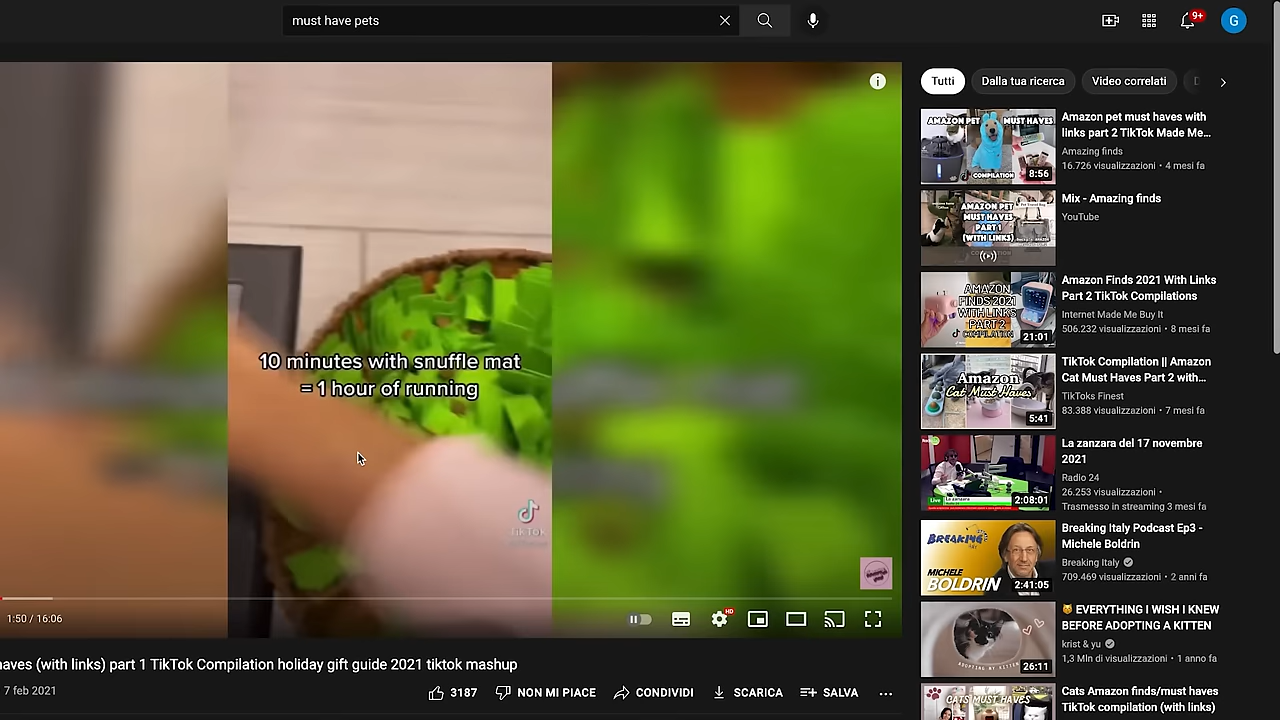 must have pets
9+
G
10 minutes with snuffle mat
= 1 hour of running
TikTok
1:50 / 16:06
HD
aves (with links) part 1 TikTok Compilation holiday gift guide 2021 tiktok mashup
7 feb 2021
3187
NON MI PIACE
CONDIVIDI
SCARICA
SALVA
Tutti
Dalla tua ricerca
Video correlati
AMAZON PET MUST HAVES
COMPILATION
8:56
Amazon pet must haves with
links part 2 TikTok Made Me...
Amazing finds
16.726 visualizzazioni • 4 mesi fa
AMAZON PET
MUST HAVES
PART 1
(WITH LINKS)
Mix - Amazing finds
YouTube
AMAZON
FINDS 2021
WITH LINKS
PART 2
COMPILATION
21:01
Amazon Finds 2021 With Links
Part 2 TikTok Compilations
Internet Made Me Buy It
506.232 visualizzazioni • 8 mesi fa
Amazon
Cat Must Haves
5:41
TikTok Compilation || Amazon
Cat Must Haves Part 2 with...
TikToks Finest
83.388 visualizzazioni • 7 mesi fa
Live
2:08:01
La zanzara del 17 novembre
2021
Radio 24
26.253 visualizzazioni •
Trasmesso in streaming 3 mesi fa
BREAKING
MICHELE
BOLDRIN
2:41:05
Breaking Italy Podcast Ep3 -
Michele Boldrin
Breaking Italy
709.469 visualizzazioni • 2 anni fa
ADOPTING MY KITTEN
26:11
EVERYTHING I WISH I KNEW
BEFORE ADOPTING A KITTEN
krist & yu
1,3 Mln di visualizzazioni • 1 anno fa
CATS MUST HAVES
Cats Amazon finds/must haves
TikTok compilation (with links)